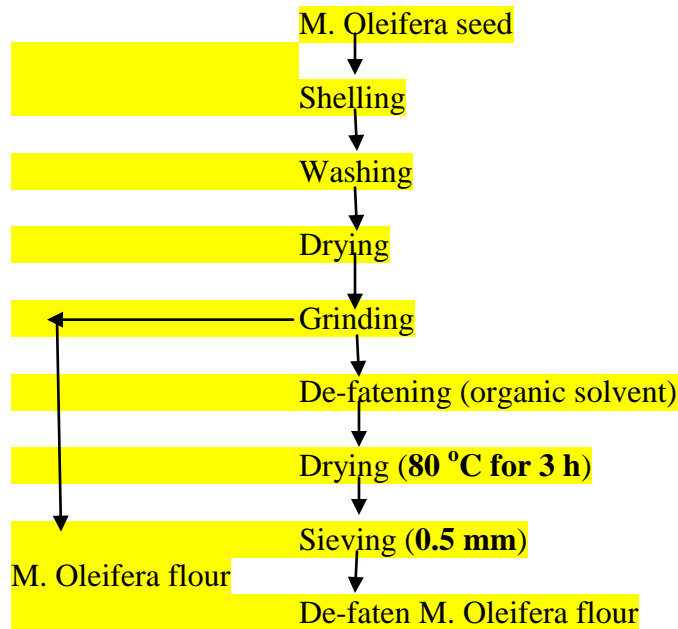 M. Oleifera seed
Shelling
Washing
Drying
Grinding
De-fatening (organic solvent)
Drying (80 °C for 3 h)
Sieving (0.5 mm)
M. Oleifera flour
De-faten M. Oleifera flour